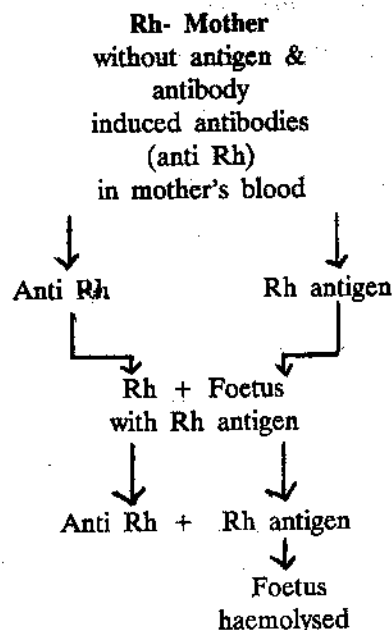 Rh- Mother
without antigen &
antibody
induced antibodies
(anti Rh)
in mother's blood
Anti Rh Rh antigen
Rh + Foetus
with Rh antigen
Anti Rh + Rh antigen
Foetus
haemolysed